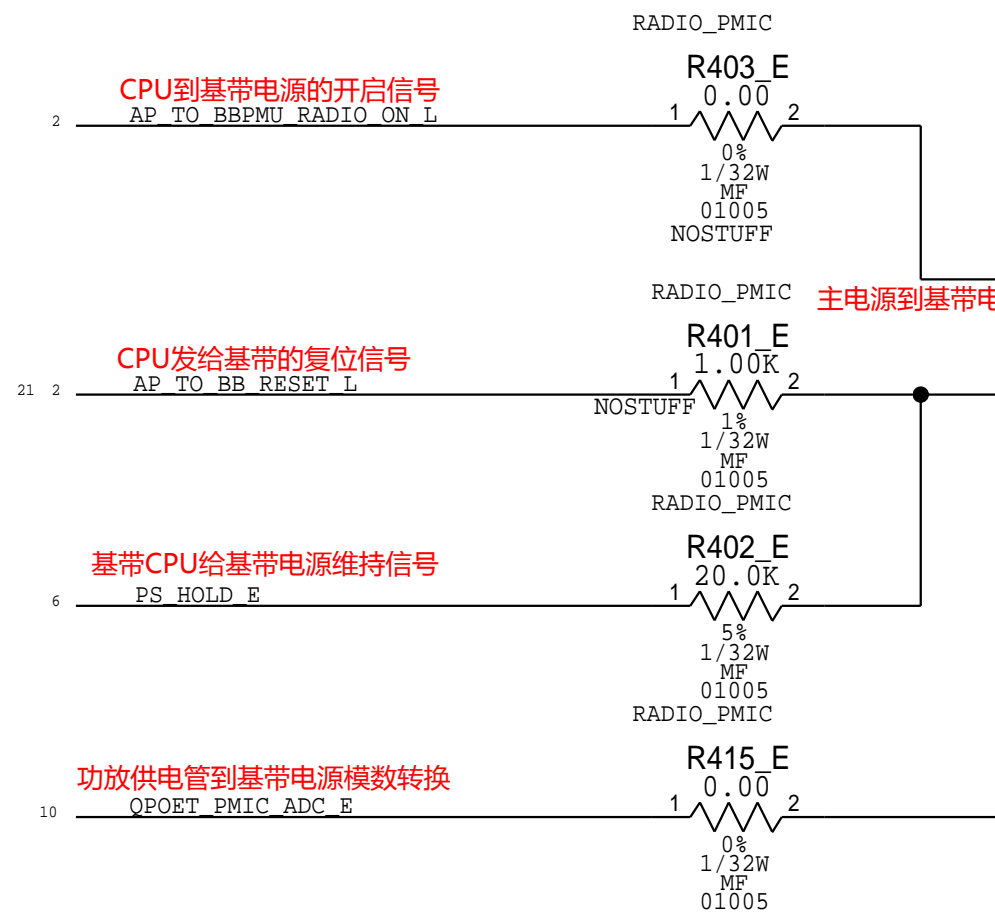 RADIO_PMIC
R403_E
0.00
CPU到基带电源的开启信号
2 AP_TO_BBPMU_RADIO_ON_L 1 2
0%
1/32W
MF
01005
NOSTUFF
RADIO_PMIC
主电源到基带电
R401_E
1.00K
CPU发给基带的复位信号
21 2 AP_TO_BB_RESET_L 1 2
NOSTUFF
1%
1/32W
MF
01005
RADIO_PMIC
R402_E
20.0K
基带CPU给基带电源维持信号
6 PS_HOLD_E 1 2
5%
1/32W
MF
01005
RADIO_PMIC
R415_E
0.00
功放供电管到基带电源模数转换
10 QPOET_PMIC_ADC_E 1 2
0%
1/32W
MF
01005